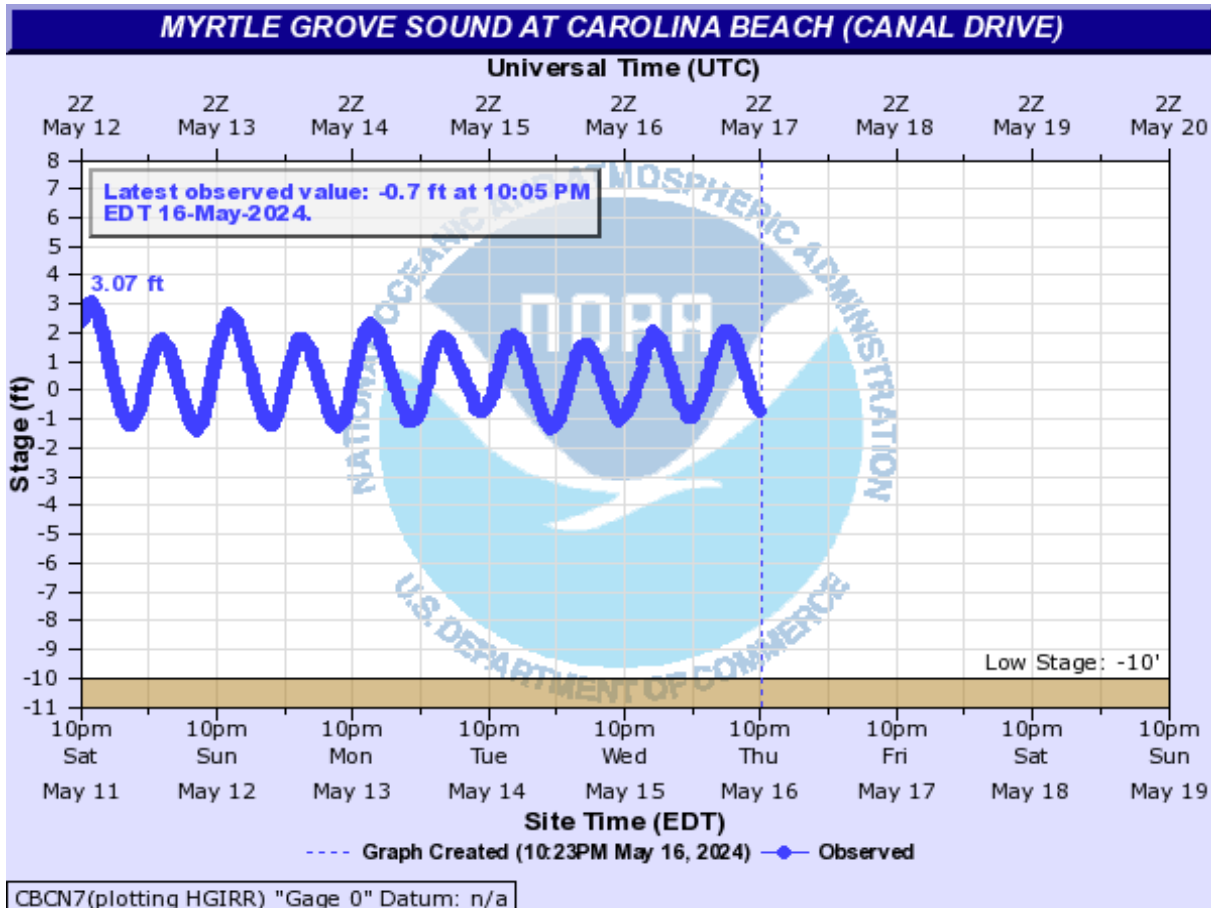 MYRTLE GROVE SOUND AT CAROLINA BEACH (CANAL DRIVE)
Universal Time (UTC)
2Z 2Z 2Z 2Z 2Z 2Z 2Z 2Z 2Z
May 12 May 13 May 14 May 15 May 16 May 17 May 18 May 19 May 20
Latest observed value: -0.7 ft at 10:05 PM
EDT 16-May-2024.
3.07 ft
Stage (ft)
8
7
6
5
4
3
2
1
0
-1
-2
-3
-4
-5
-6
-7
-8
-9
-10
-11
NATIONAL OCEANIC AND ATMOSPHERIC ADMINISTRATION
NOAA
U.S. DEPARTMENT OF COMMERCE
Low Stage: -10'
10pm 10pm 10pm 10pm 10pm 10pm 10pm 10pm 10pm
Sat Sun Mon Tue Wed Thu Fri Sat Sun
May 11 May 12 May 13 May 14 May 15 May 16 May 17 May 18 May 19
Site Time (EDT)
Graph Created (10:23PM May 16, 2024) Observed
CBCN7(plotting HGIRR) "Gage 0" Datum: n/a